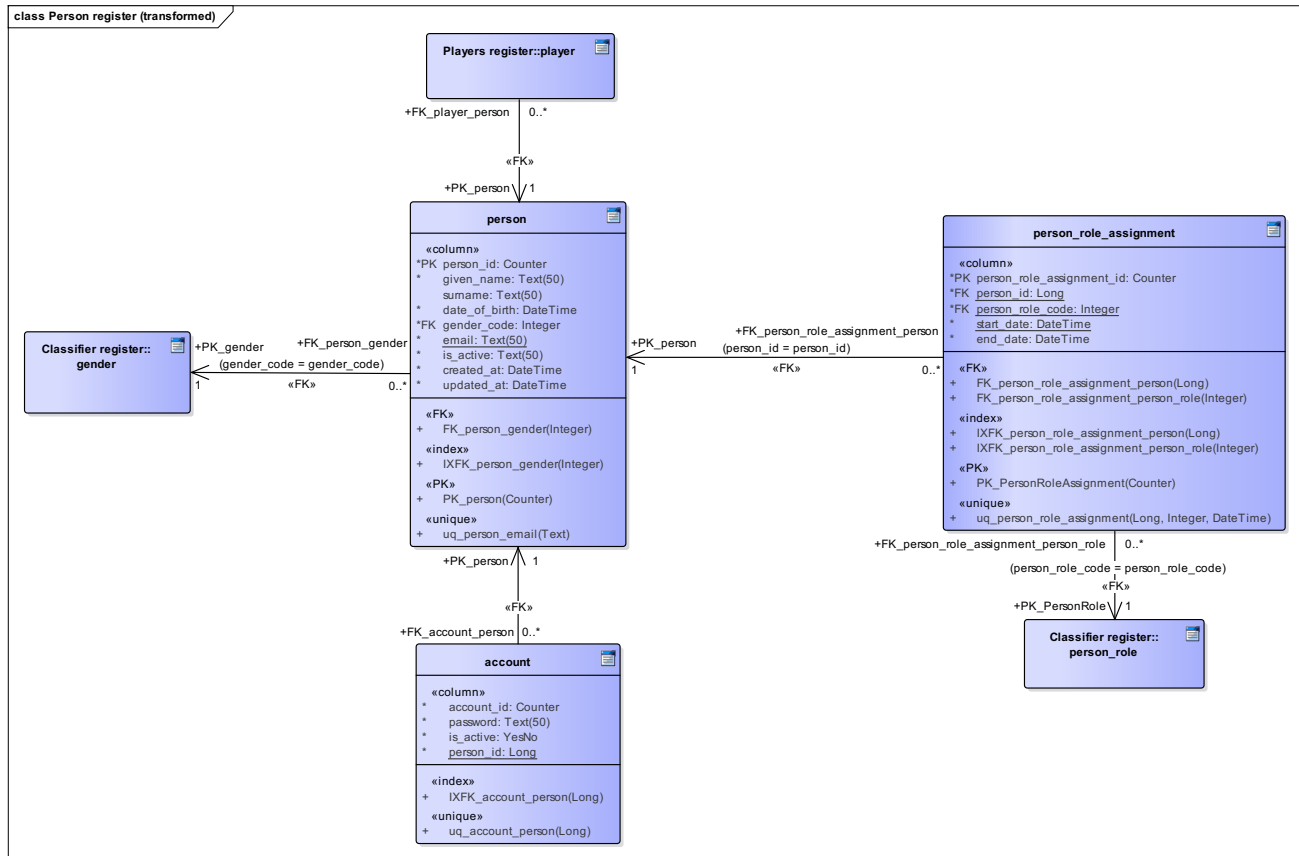 class Person register (transformed)
Players register::player
+FK_player_person 0..*
«FK»
+PK_person 1
person
«column»
*PK person_id: Counter
* given_name: Text(50)
surname: Text(50)
* date_of_birth: DateTime
*FK gender_code: Integer
* email: Text(50)
* is_active: Text(50)
* created_at: DateTime
* updated_at: DateTime
«FK»
+ FK_person_gender(Integer)
«index»
+ IXFK_person_gender(Integer)
«PK»
+ PK_person(Counter)
«unique»
+ uq_person_email(Text)
person_role_assignment
«column»
*PK person_role_assignment_id: Counter
*FK person_id: Long
*FK person_role_code: Integer
* start_date: DateTime
* end_date: DateTime
«FK»
+ FK_person_role_assignment_person(Long)
+ FK_person_role_assignment_person_role(Integer)
«index»
+ IXFK_person_role_assignment_person(Long)
+ IXFK_person_role_assignment_person_role(Integer)
«PK»
+ PK_PersonRoleAssignment(Counter)
«unique»
+ uq_person_role_assignment(Long, Integer, DateTime)
+FK_person_role_assignment_person
+PK_person
(person_id = person_id)
1
«FK»
0..*
Classifier register::
gender
+PK_gender
+FK_person_gender
(gender_code = gender_code)
1
«FK»
0..*
+FK_person_role_assignment_person_role 0..*
(person_role_code = person_role_code)
«FK»
+PK_PersonRole 1
Classifier register::
person_role
+PK_person 1
«FK»
+FK_account_person 0..*
account
«column»
* account_id: Counter
* password: Text(50)
* is_active: YesNo
* person_id: Long
«index»
+ IXFK_account_person(Long)
«unique»
+ uq_account_person(Long)